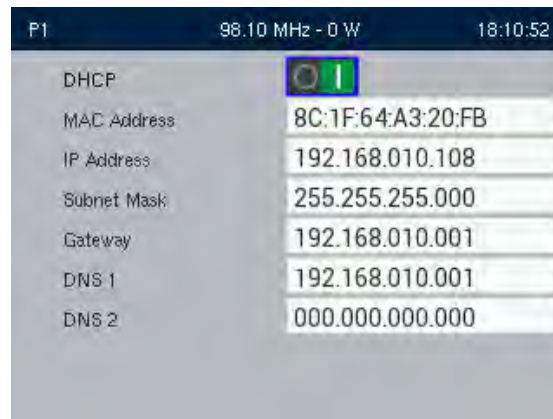 P1 98.10 MHz - 0 W 18:10:52
DHCP
MAC Address 8C:1F:64:A3:20:FB
IP Address 192.168.010.108
Subnet Mask 255.255.255.000
Gateway 192.168.010.001
DNS 1 192.168.010.001
DNS 2 000.000.000.000